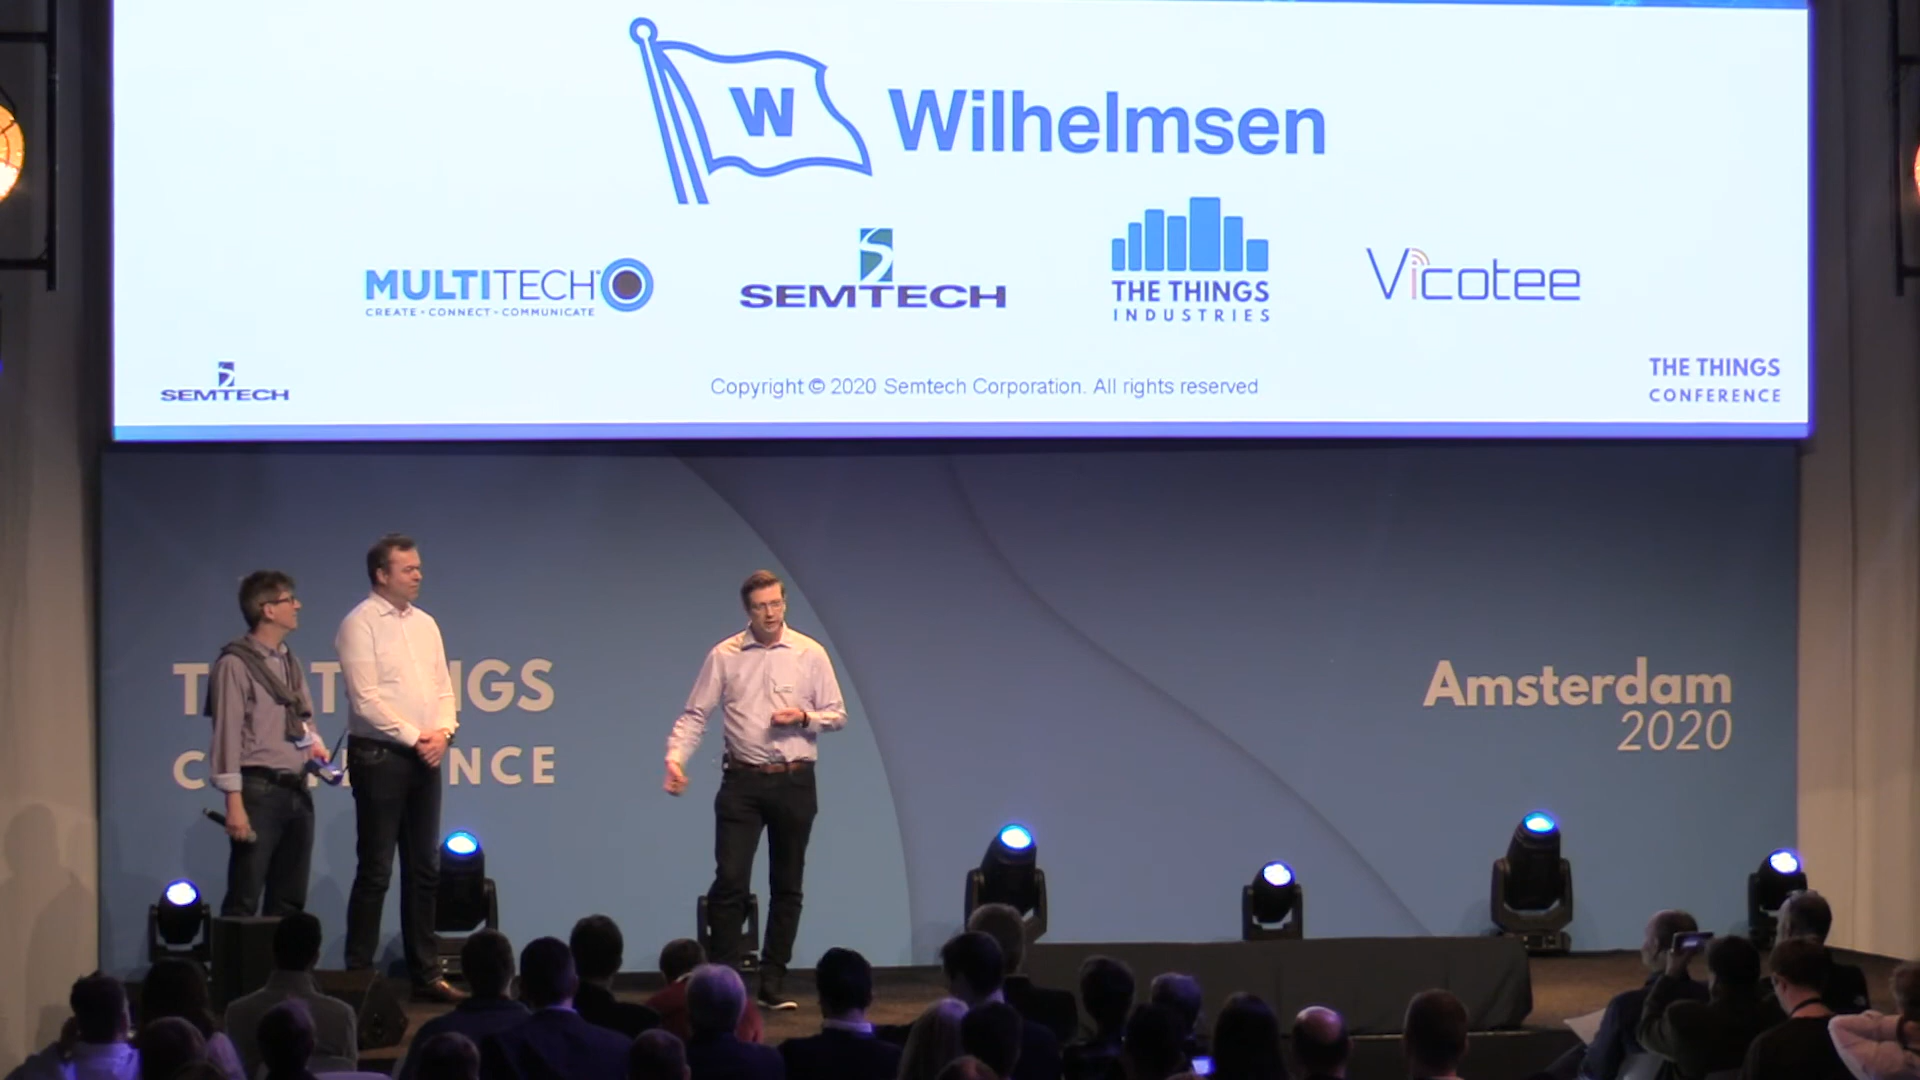 W
Wilhelmsen
MULTITECH
CREATE - CONNECT - COMMUNICATE
SEMTECH
THE THINGS
INDUSTRIES
Vicotee
SEMTECH
Copyright © 2020 Semtech Corporation. All rights reserved
THE THINGS
CONFERENCE
Amsterdam
2020